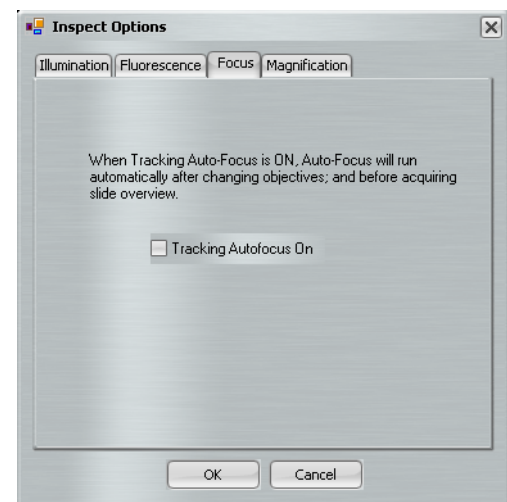 Inspect Options
Illumination Fluorescence Focus Magnification
When Tracking Auto-Focus is ON, Auto-Focus will run
automatically after changing objectives; and before acquiring
slide overview.
Tracking Autofocus On
OK Cancel